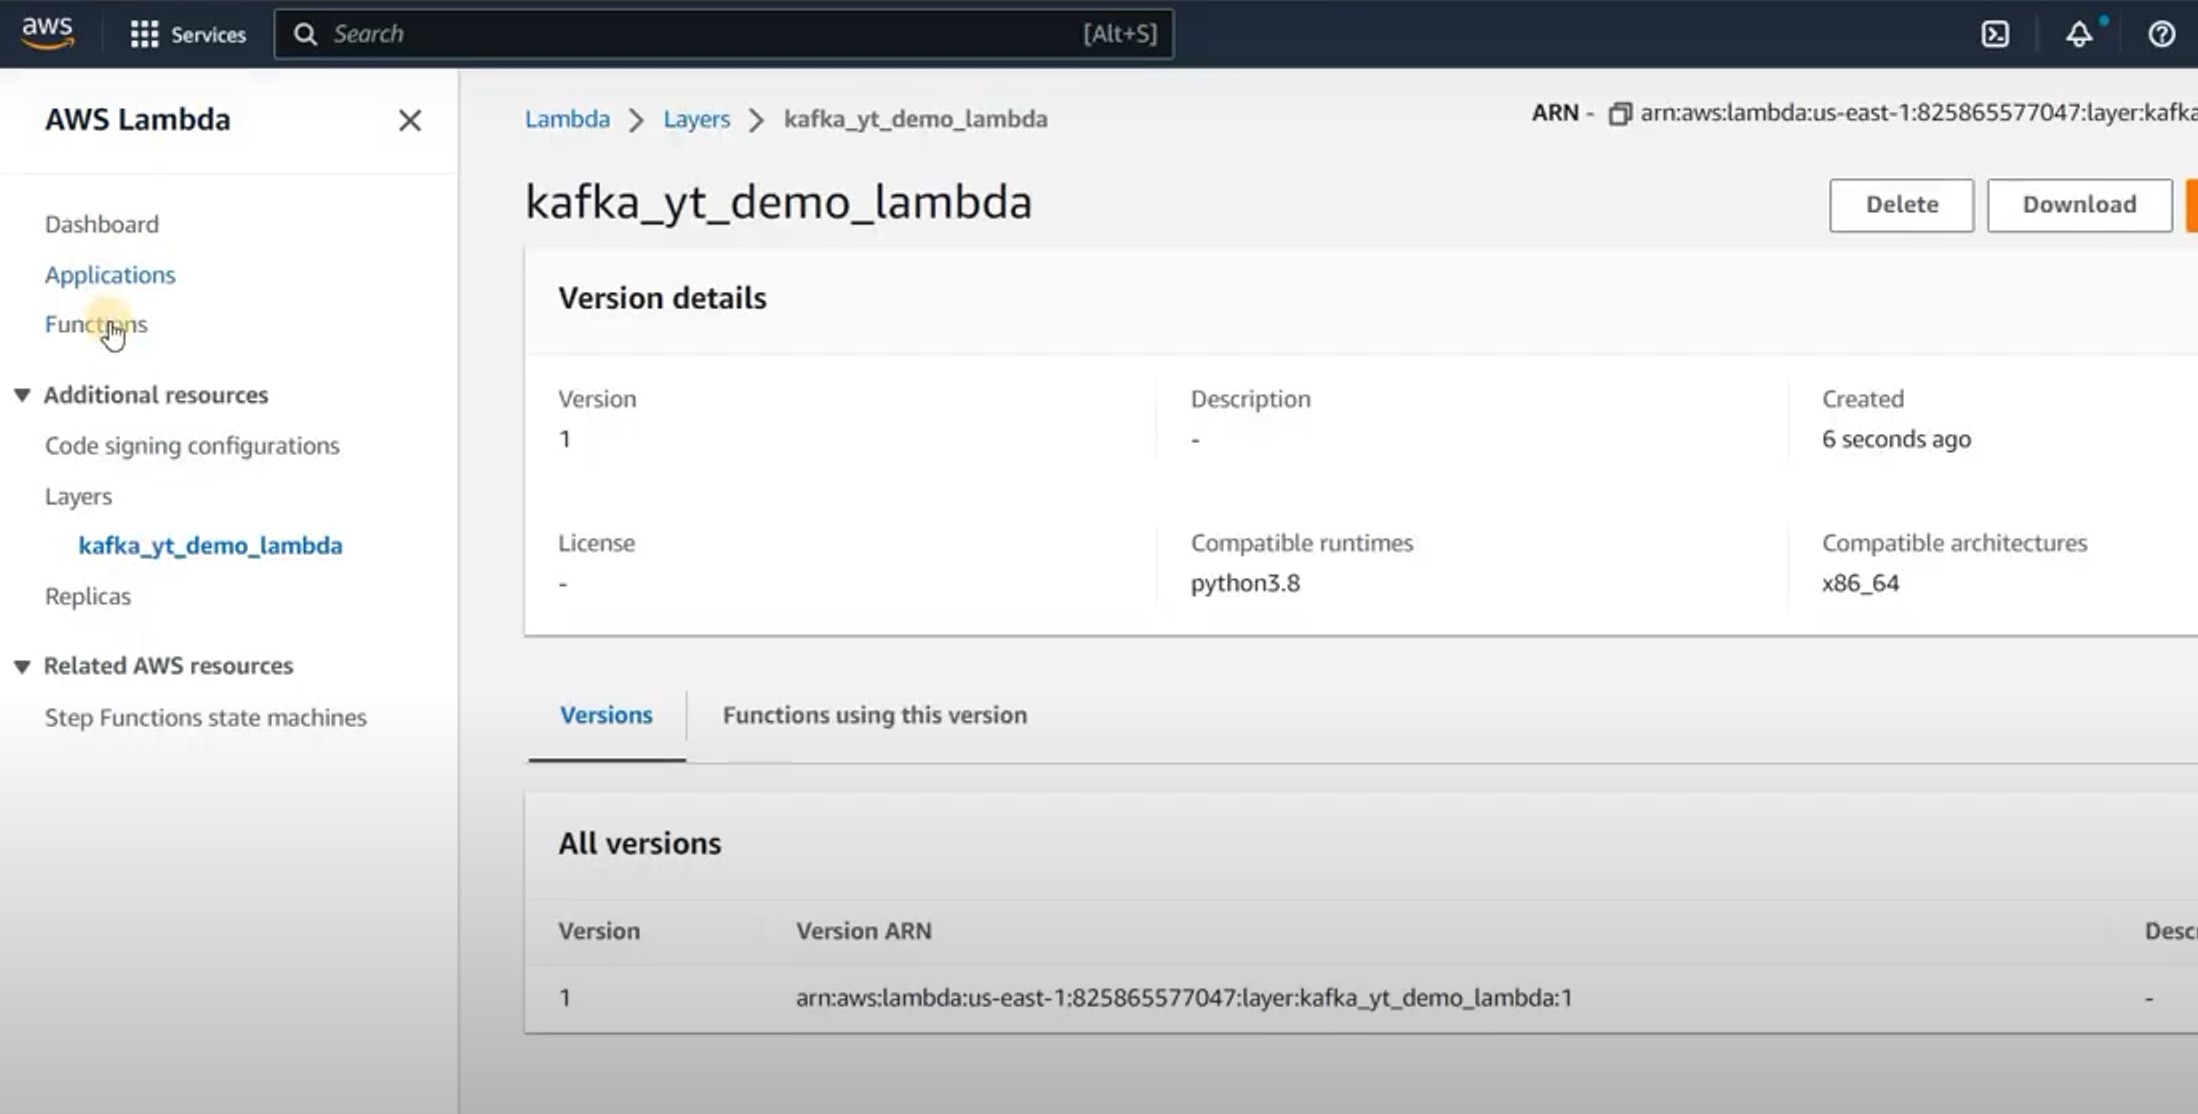 aws
Services
Search
[Alt+S]
AWS Lambda
Dashboard
Applications
Functions
Additional resources
Code signing configurations
Layers
kafka_yt_demo_lambda
Replicas
Related AWS resources
Step Functions state machines
Lambda > Layers > kafka_yt_demo_lambda
ARN - arn:aws:lambda:us-east-1:825865577047:layer:kafka
kafka_yt_demo_lambda
Delete
Download
Version details
Version
1
Description
-
Created
6 seconds ago
License
-
Compatible runtimes
python3.8
Compatible architectures
x86_64
Versions
Functions using this version
All versions
Version
Version ARN
Desc
1
arn:aws:lambda:us-east-1:825865577047:layer:kafka_yt_demo_lambda:1
-